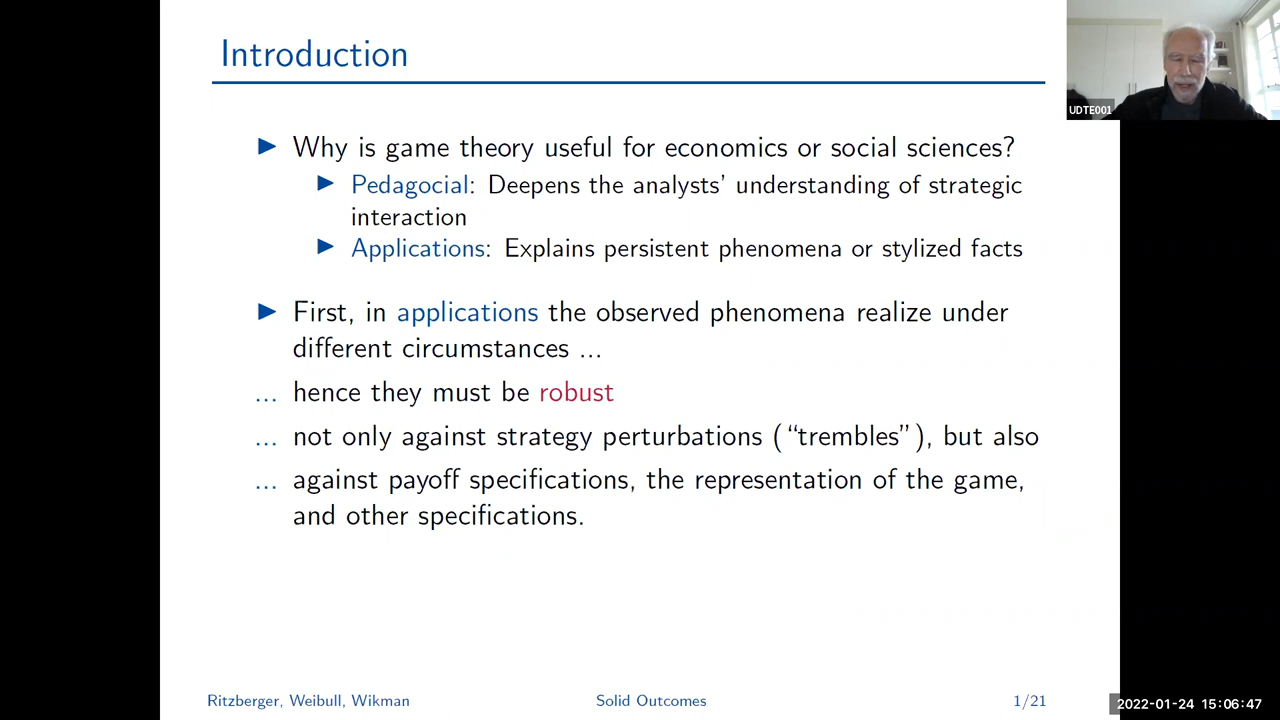 Introduction
UDTE001
▶ Why is game theory useful for economics or social sciences?
▶ Pedagocial: Deepens the analysts' understanding of strategic
interaction
▶ Applications: Explains persistent phenomena or stylized facts
▶ First, in applications the observed phenomena realize under
different circumstances ...
... hence they must be robust
... not only against strategy perturbations (“trembles”), but also
... against payoff specifications, the representation of the game,
and other specifications.
Ritzberger, Weibull, Wikman Solid Outcomes 1/21
2022-01-24 15:06:47